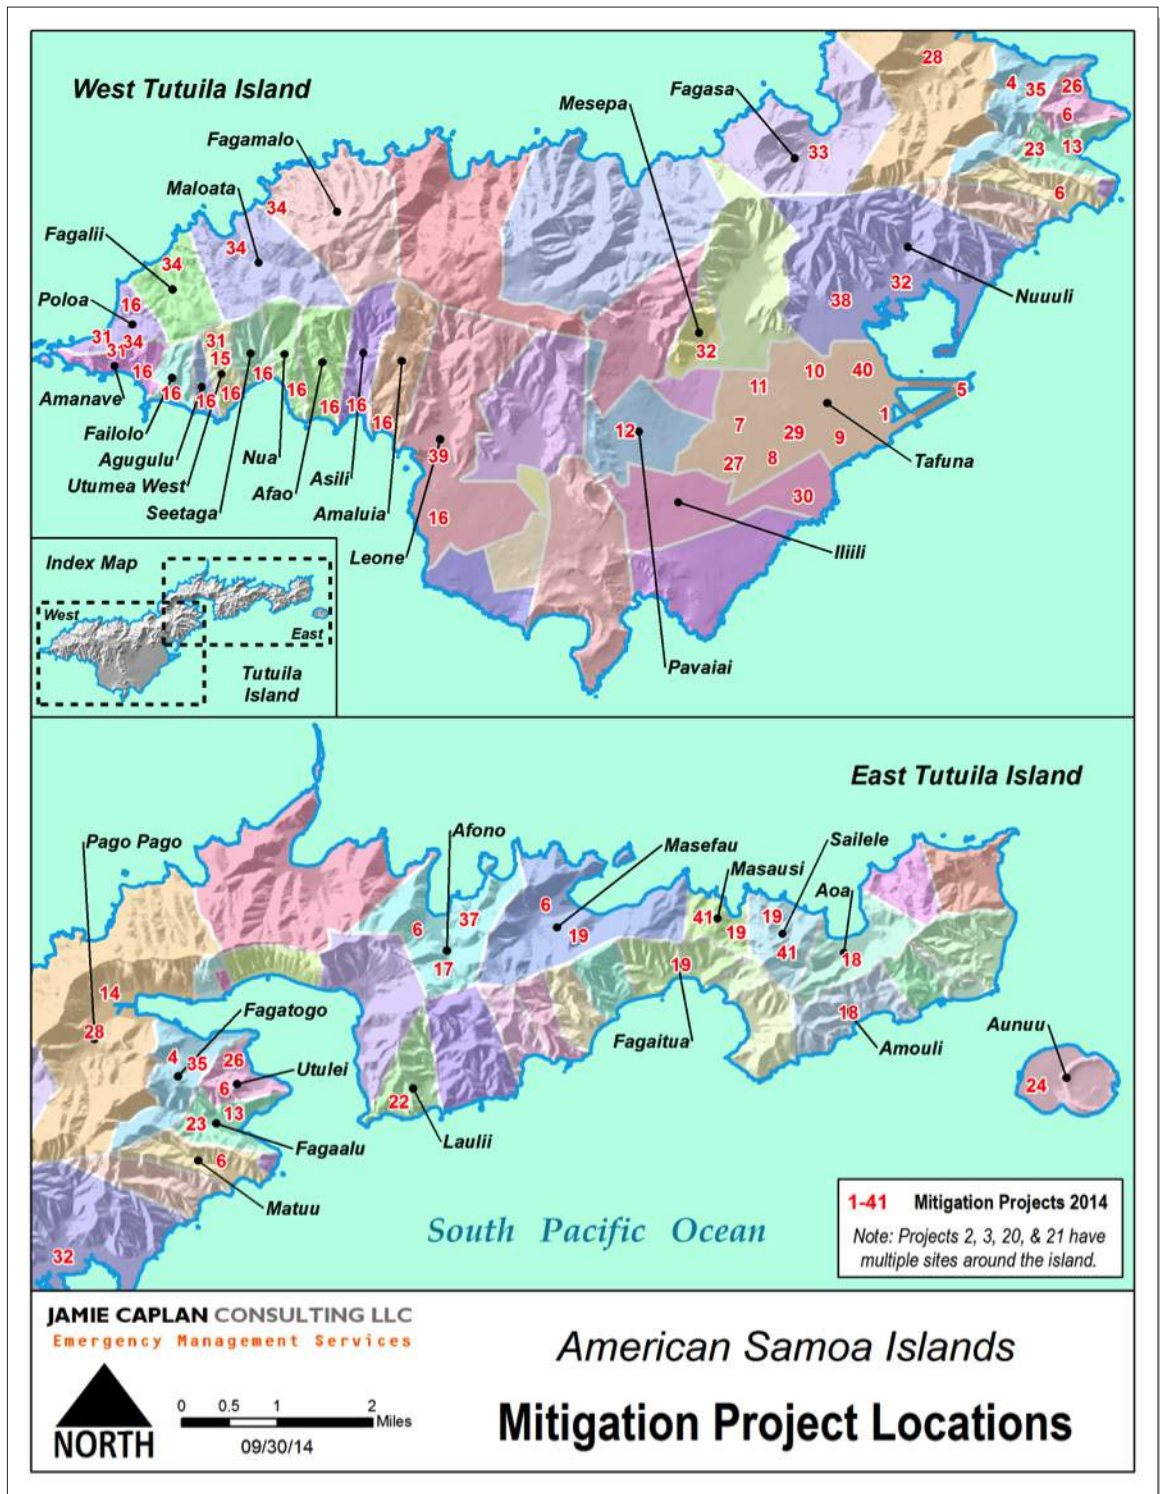 West Tutuila Island
28
Fagasa
Mesepa
4
35
26
6
Fagamalo
33
23
13
Maloata
6
34
Fagalii
34
34
Nuuuli
Poloa
16
38
32
31
31
34
31
15
32
16
16
10
40
11
5
Amanave
16
16
16
16
16
16
16
1
7
29
9
12
Failolo
Agugulu
Nua
39
27
8
Tafuna
Utumea West
Asili
Afao
30
Seetaga
Amaluia
16
Leone
Iliili
Index Map
West
East
Tutuila
Island
Pavaiai
East Tutuila Island
Pago Pago
Afono
Masefau
Sailele
Masausi
Aoa
6
37
6
41
19
19
19
41
17
19
18
14
28
Fagatogo
18
Fagaitua
Amouli
Aunuu
4
35
26
Utulei
6
24
22
13
23
Laulii
Fagaalu
6
Matuu
32
South Pacific Ocean
1-41 Mitigation Projects 2014
Note: Projects 2, 3, 20, & 21 have
multiple sites around the island.
JAMIE CAPLAN CONSULTING LLC
Emergency Management Services
American Samoa Islands
Mitigation Project Locations
0 0.5 1 2
Miles
NORTH
09/30/14